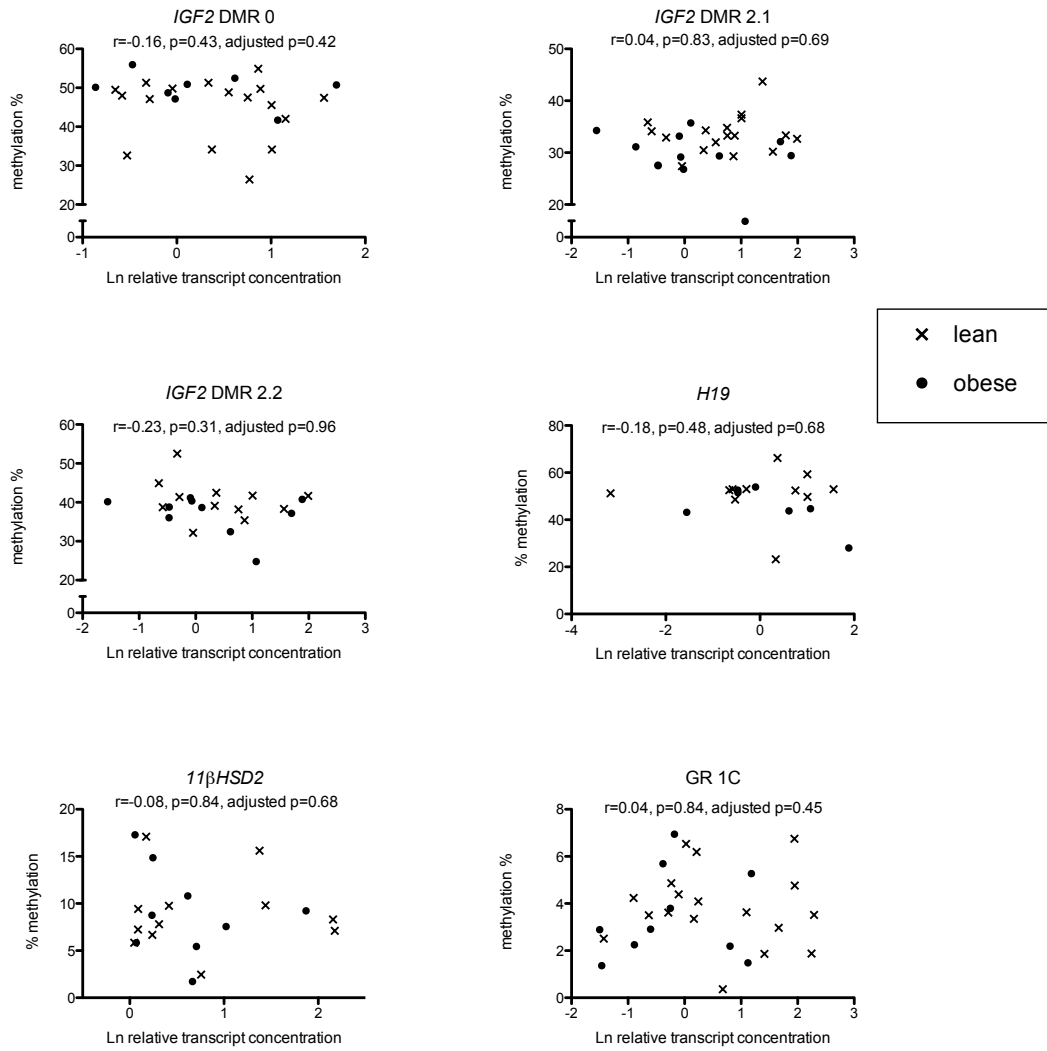 IGF2 DMR 0
r=-0.16, p=0.43, adjusted p=0.42
60
50
40
30
20
0
methylation %
-1
0
1
2
Ln relative transcript concentration
IGF2 DMR 2.1
r=0.04, p=0.83, adjusted p=0.69
50
40
30
20
0
methylation %
-2
-1
0
1
2
3
Ln relative transcript concentration
lean
obese
IGF2 DMR 2.2
r=-0.23, p=0.31, adjusted p=0.96
60
50
40
30
20
0
methylation %
-2
-1
0
1
2
3
Ln relative transcript concentration
H19
r=-0.18, p=0.48, adjusted p=0.68
80
60
40
20
0
% methylation
-4
-2
0
2
Ln relative transcript concentration
11βHSD2
r=-0.08, p=0.84, adjusted p=0.68
20
15
10
5
0
% methylation
0
1
2
Ln relative transcript concentration
GR 1C
r=0.04, p=0.84, adjusted p=0.45
8
6
4
2
0
methylation %
-2
-1
0
1
2
3
Ln relative transcript concentration